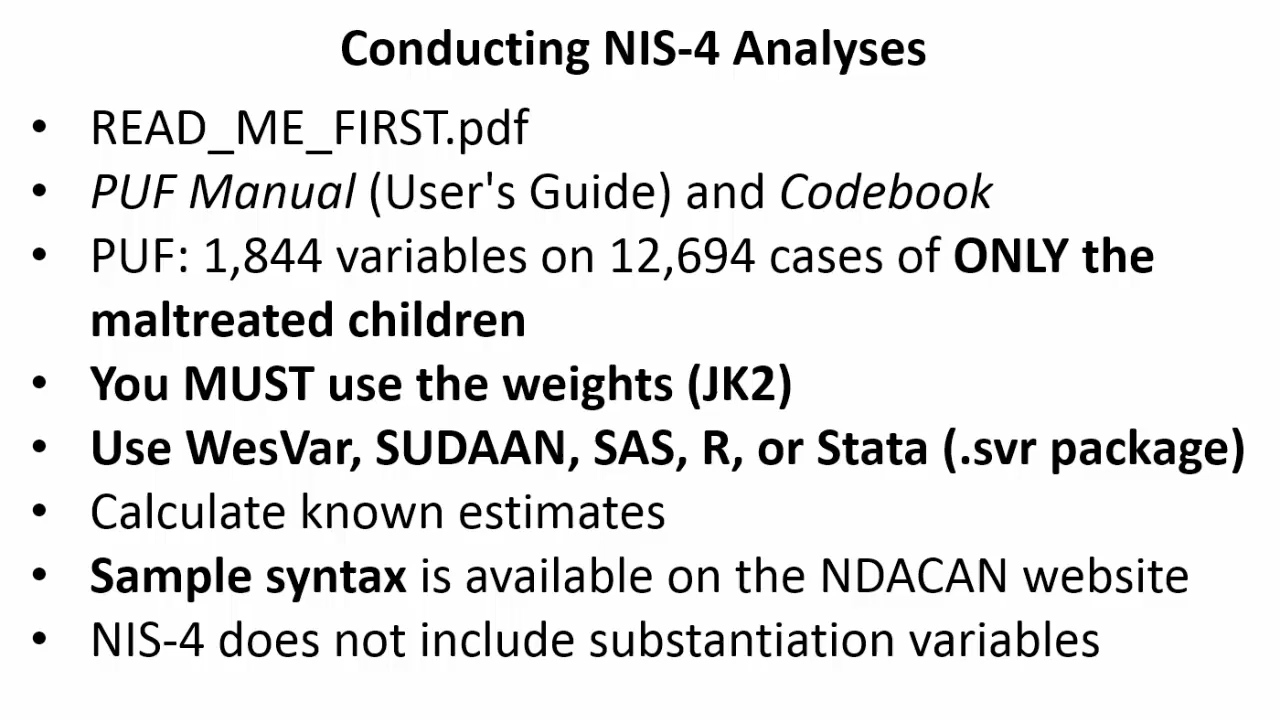 Conducting NIS-4 Analyses
• READ_ME_FIRST.pdf
• PUF Manual (User's Guide) and Codebook
• PUF: 1,844 variables on 12,694 cases of ONLY the
maltreated children
• You MUST use the weights (JK2)
• Use WesVar, SUDAAN, SAS, R, or Stata (.svr package)
• Calculate known estimates
• Sample syntax is available on the NDACAN website
• NIS-4 does not include substantiation variables